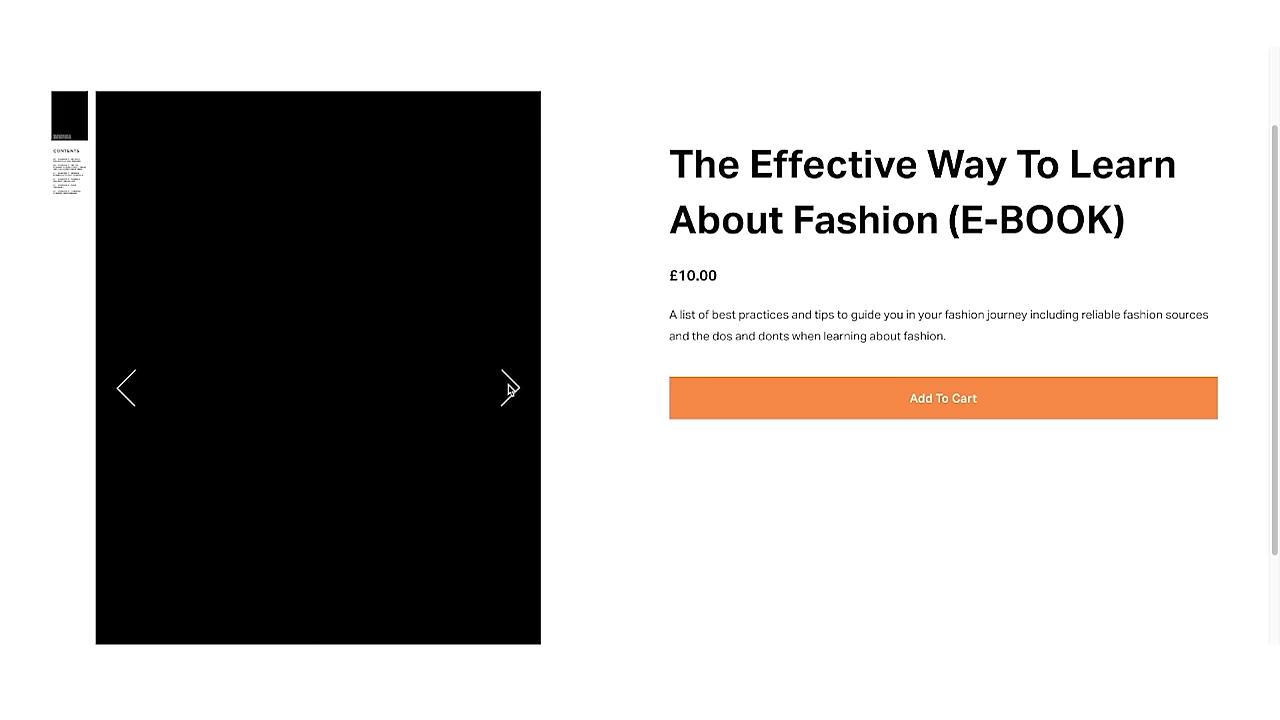 CONTENTS
The Effective Way To Learn
About Fashion (E-BOOK)
£10.00
A list of best practices and tips to guide you in your fashion journey including reliable fashion sources
and the dos and donts when learning about fashion.
Add To Cart